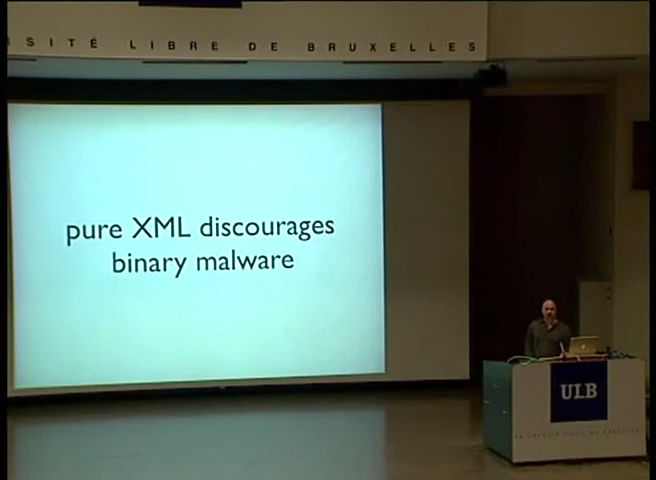 SITÉ LIBRE DE BRUXELLES
pure XML discourages
binary malware
ULB